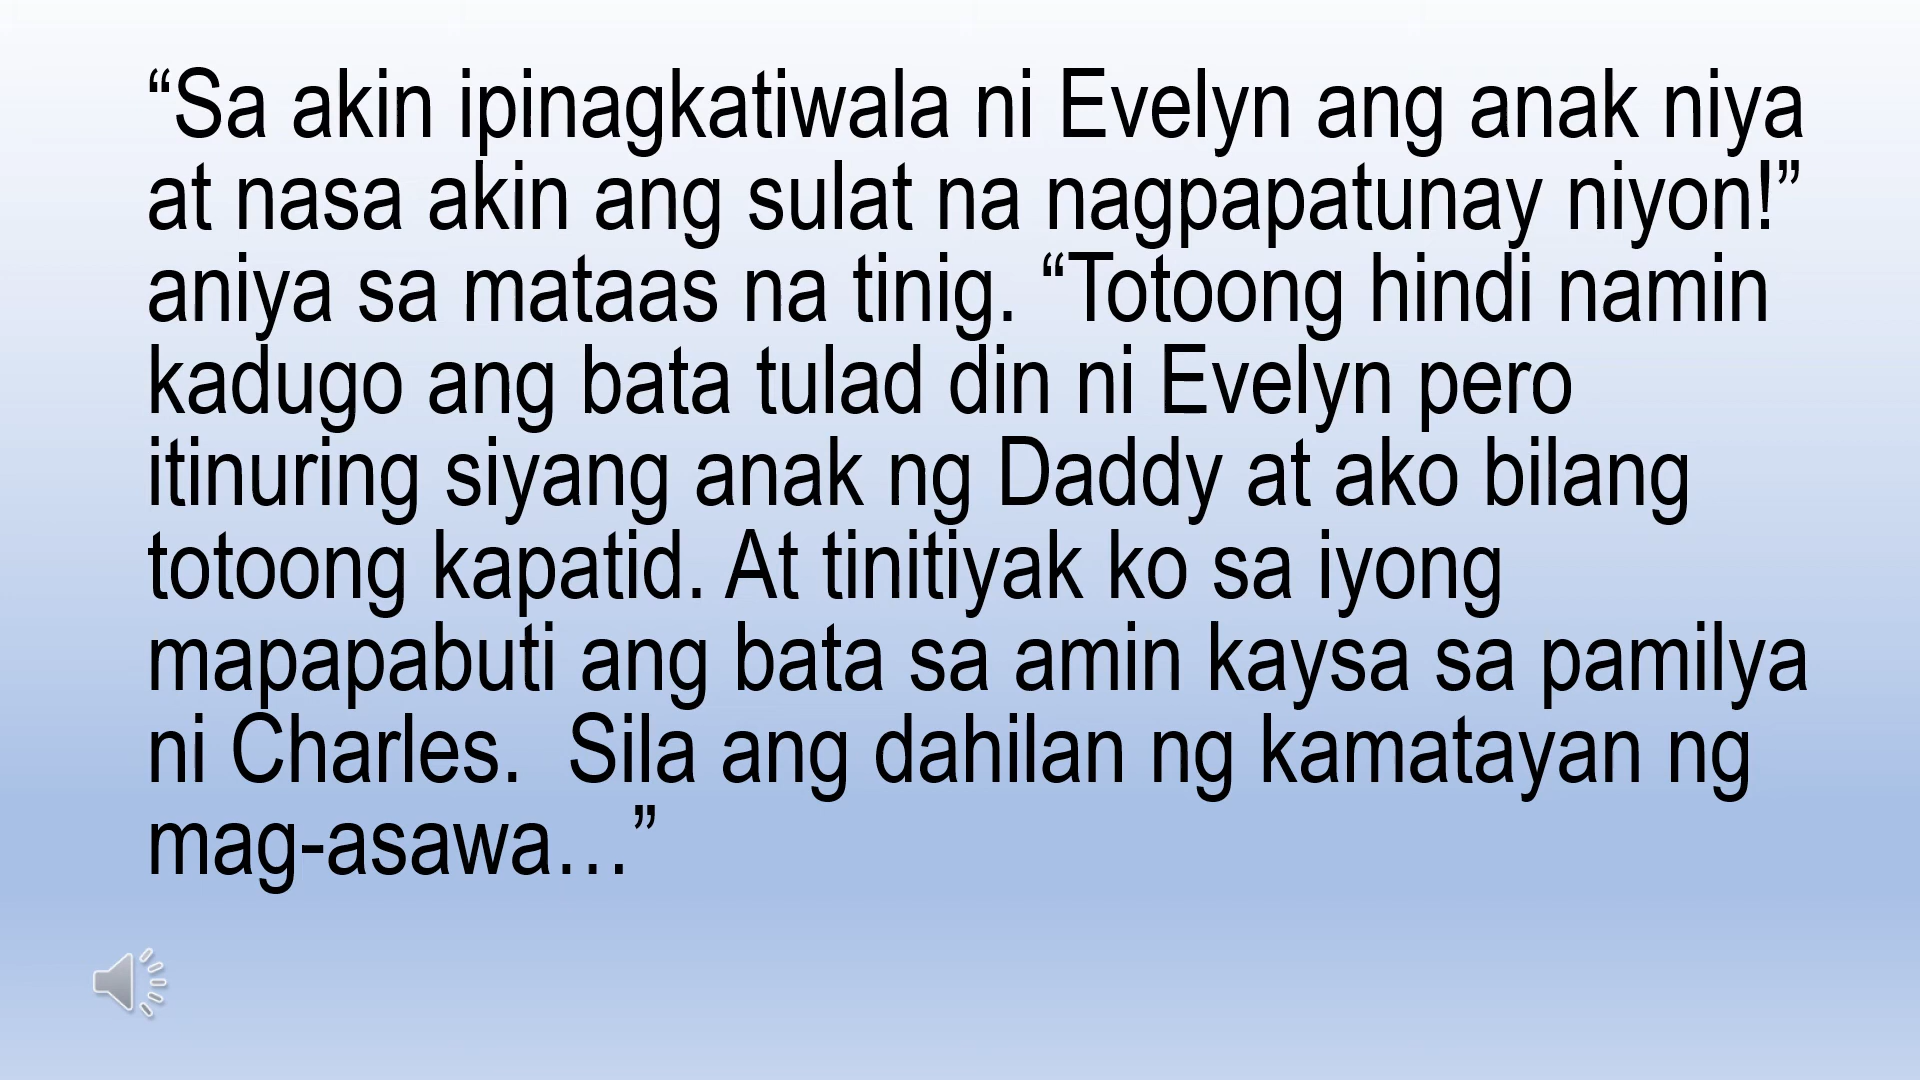 “Sa akin ipinagkatiwala ni Evelyn ang anak niya
at nasa akin ang sulat na nagpapatunay niyon!”
aniya sa mataas na tinig. “Totoong hindi namin
kadugo ang bata tulad din ni Evelyn pero
itinuring siyang anak ng Daddy at ako bilang
totoong kapatid. At tinitiyak ko sa iyong
mapapabuti ang bata sa amin kaysa sa pamilya
ni Charles.  Sila ang dahilan ng kamatayan ng
mag-asawa…”